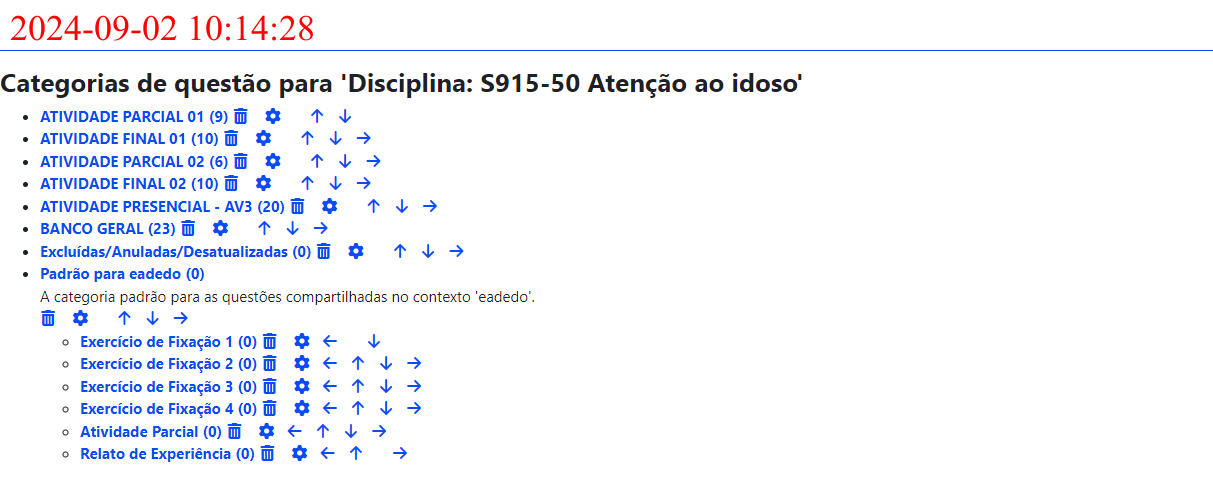 2024-09-02 10:14:28
Categorias de questão para 'Disciplina: S915-50 Atenção ao idoso'
ATIVIDADE PARCIAL 01 (9)
ATIVIDADE FINAL 01 (10)
ATIVIDADE PARCIAL 02 (6)
ATIVIDADE FINAL 02 (10)
ATIVIDADE PRESENCIAL - AV3 (20)
BANCO GERAL (23)
Excluídas/Anuladas/Desatualizadas (0)
Padrão para eadedo (0)
A categoria padrão para as questões compartilhadas no contexto 'eadedo'.
Exercício de Fixação 1 (0)
Exercício de Fixação 2 (0)
Exercício de Fixação 3 (0)
Exercício de Fixação 4 (0)
Atividade Parcial (0)
Relato de Experiência (0)